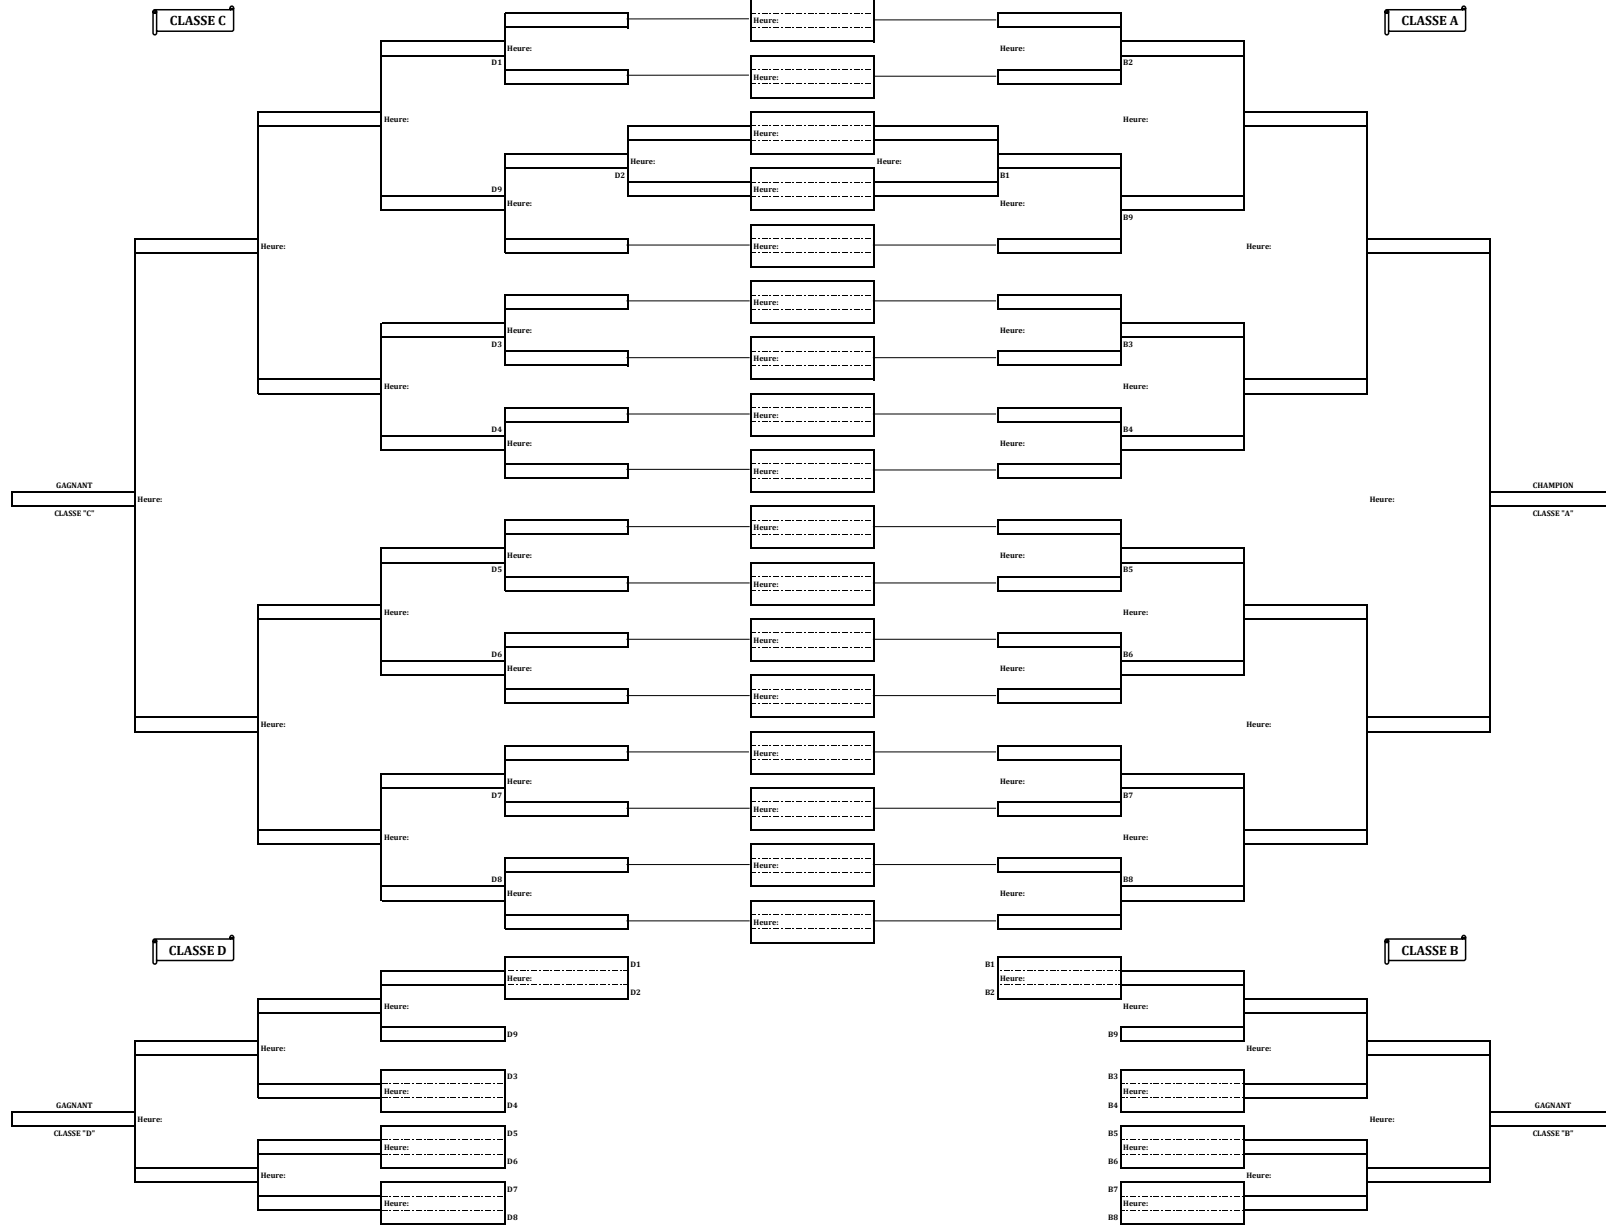 CLASSE C
CLASSE A
Heure:
Heure: Heure:
D1 B2
Heure:
Heure: Heure:
Heure:
Heure: Heure:
D2 B1
D9 Heure:
Heure: Heure:
B9
Heure: Heure: Heure:
Heure:
Heure: Heure:
D3 B3
Heure:
Heure: Heure:
Heure:
D4 B4
Heure: Heure:
Heure:
GAGNANT CHAMPION
Heure: Heure:
CLASSE "C" CLASSE "A"
Heure:
Heure: Heure:
D5 B5
Heure:
Heure: Heure:
Heure:
D6 B6
Heure: Heure:
Heure:
Heure: Heure:
Heure:
Heure: Heure:
D7 B7
Heure:
Heure: Heure:
Heure:
D8 B8
Heure: Heure:
Heure:
CLASSE D
CLASSE B
D1 B1
Heure: Heure:
D2 B2
Heure: Heure:
D9 B9
Heure: Heure:
D3 B3
Heure: Heure:
D4 B4
GAGNANT GAGNANT
Heure: Heure:
CLASSE "D" D5 B5 CLASSE "B"
Heure: Heure:
D6 B6
Heure: Heure:
D7 B7
Heure: Heure:
D8 B8